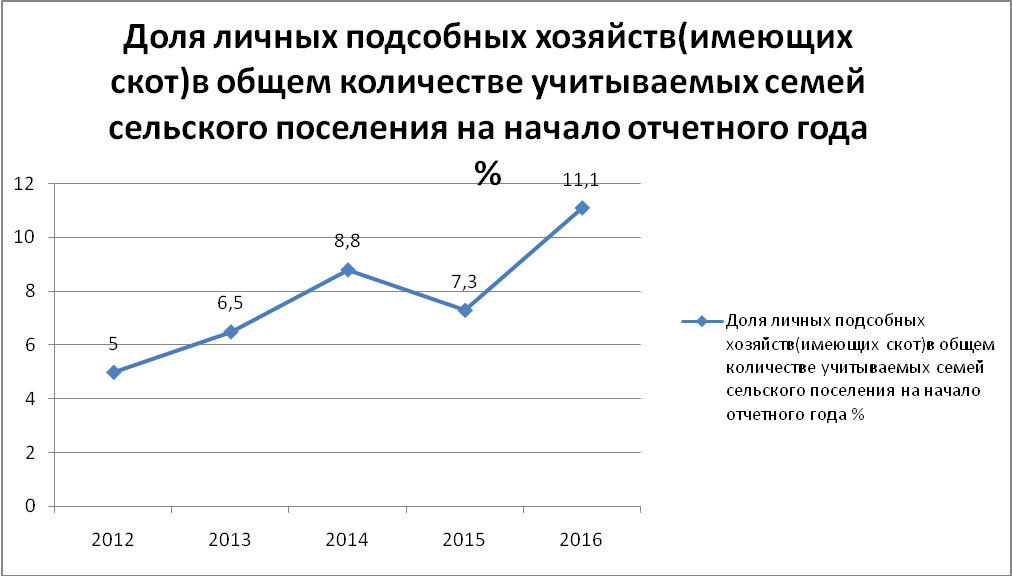 Доля личных подсобных хозяйств(имеющих
скот)в общем количестве учитываемых семей
сельского поселения на начало отчетного года
%
12
10
8
6
4
2
0
5
6,5
8,8
7,3
11,1
2012
2013
2014
2015
2016
Доля личных подсобных
хозяйств(имеющих скот)в общем
количестве учитываемых семей
сельского поселения на начало
отчетного года %